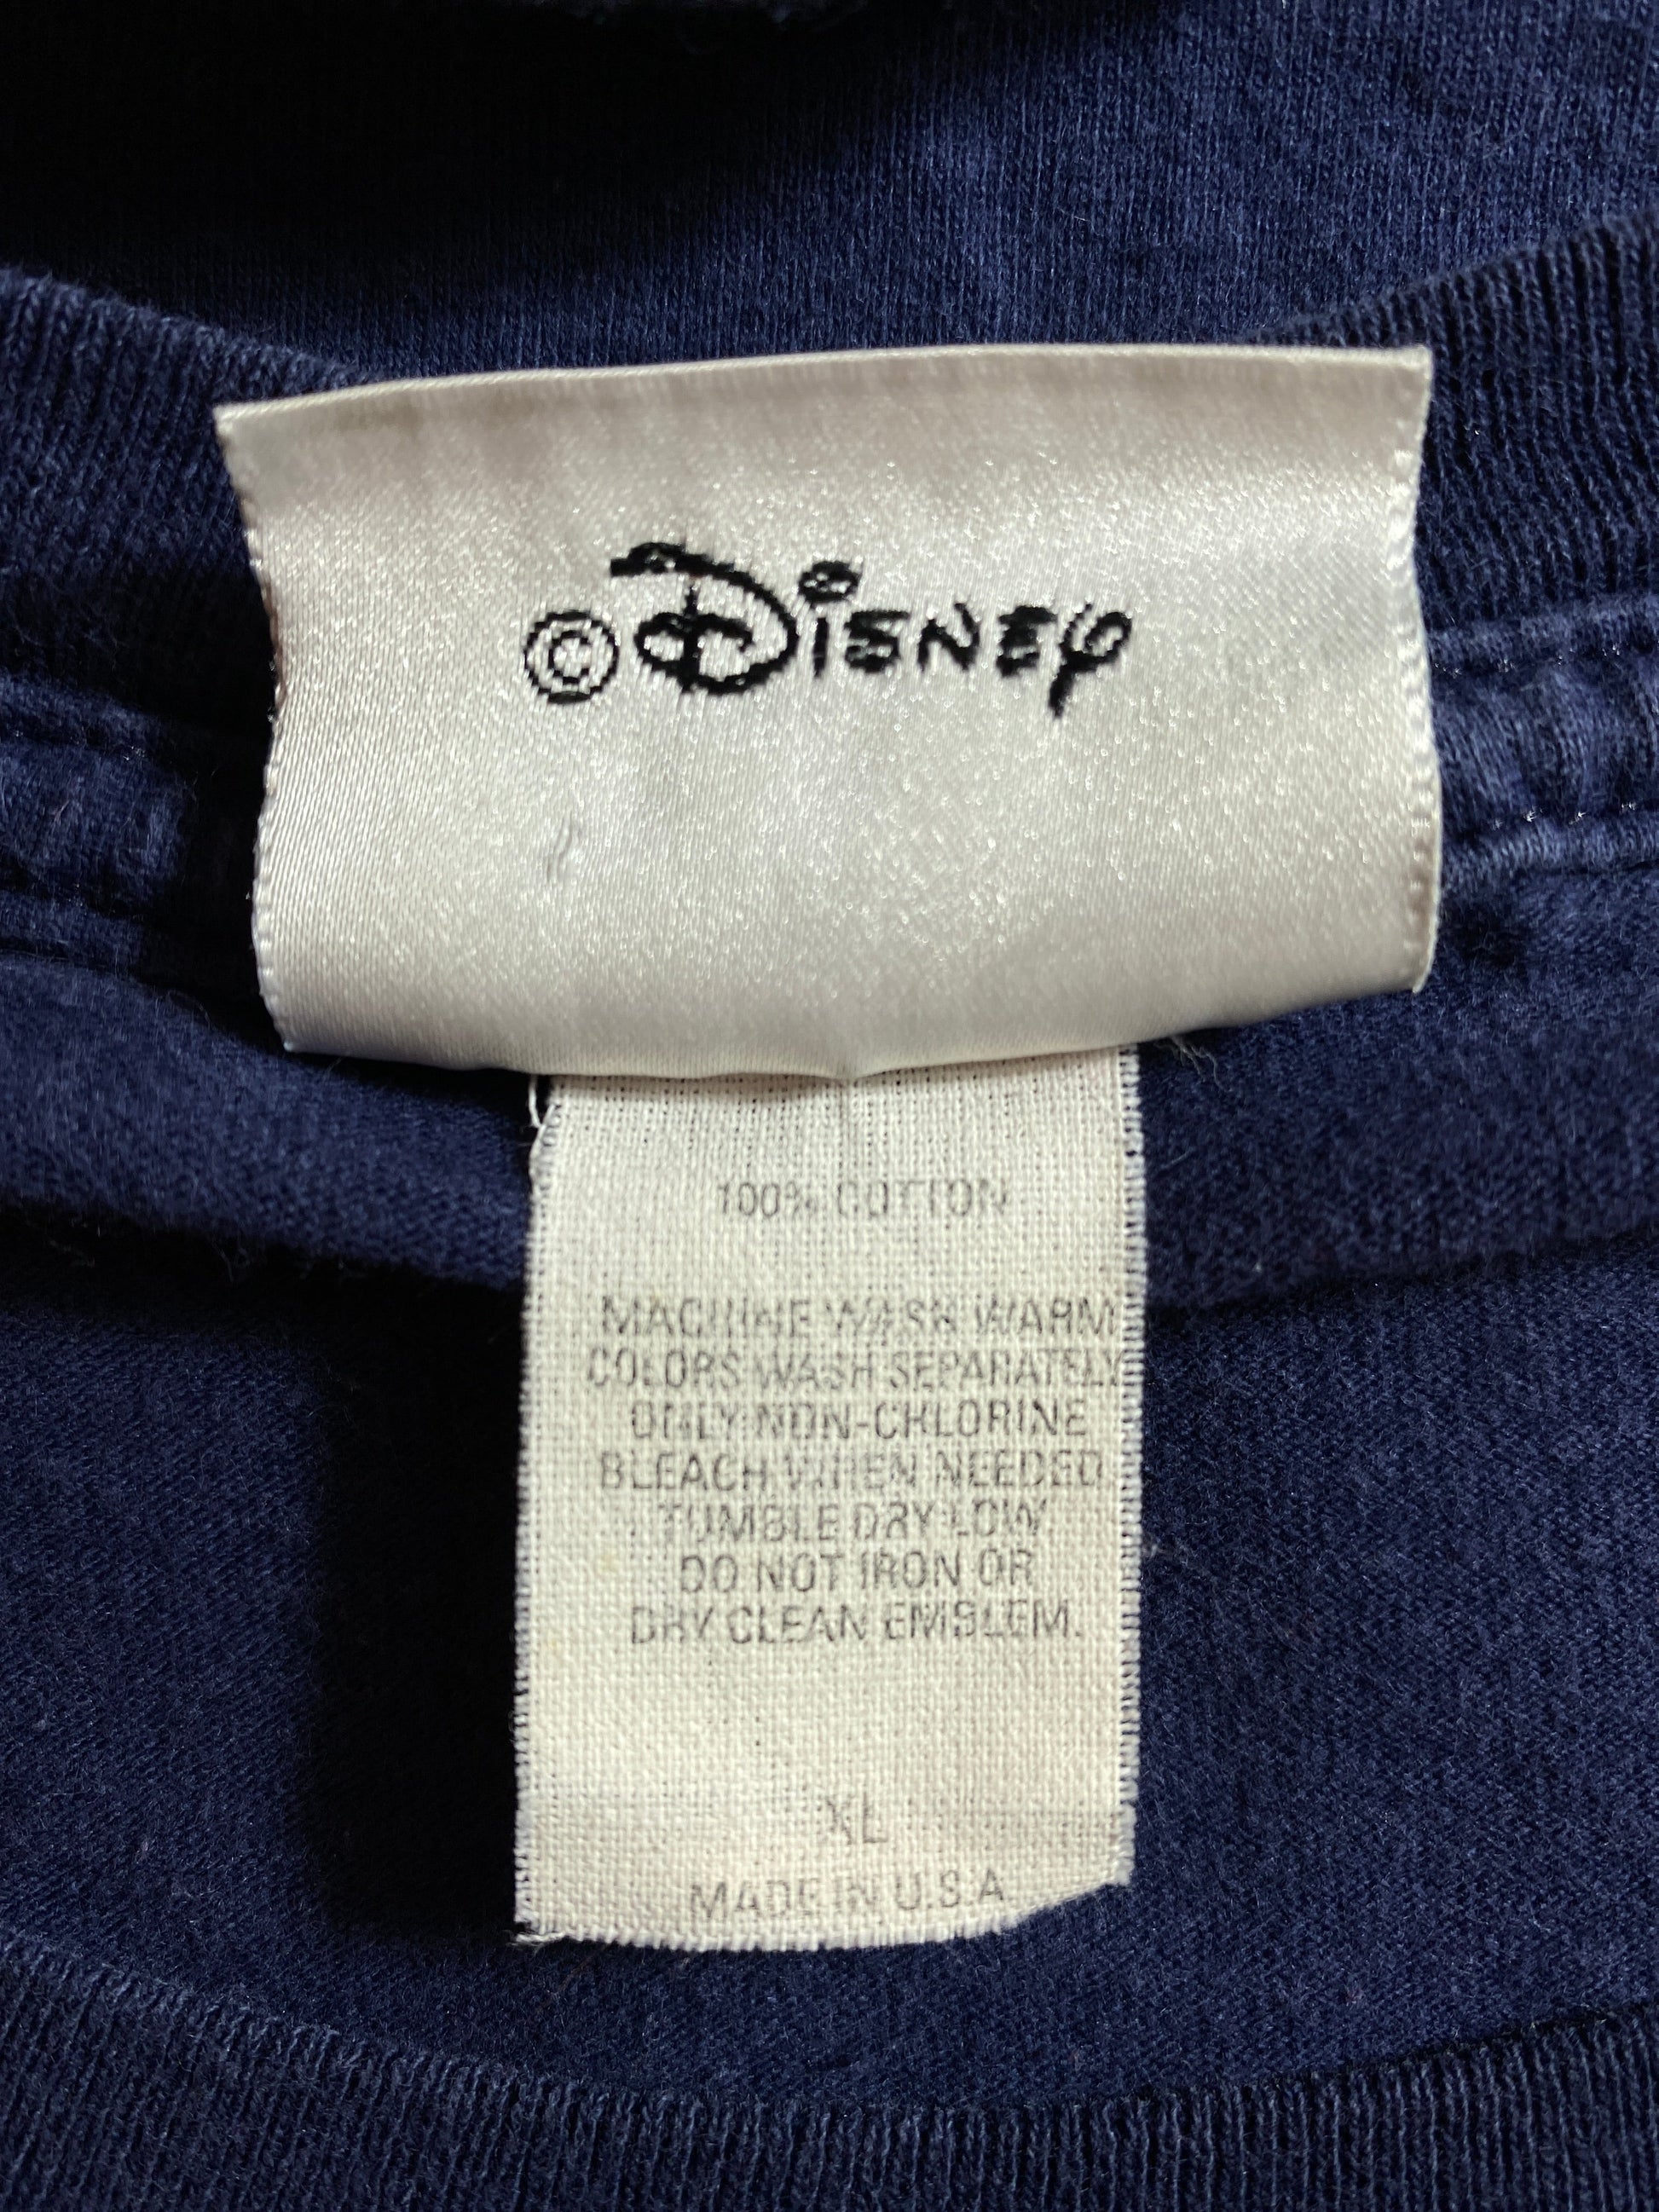 © Disney
100% COTTON
MACHINE WASH WARM
COLORS WASH SEPARATELY
ONLY NON-CHLORINE
BLEACH WHEN NEEDED
TUMBLE DRY LOW
DO NOT IRON OR
DRY CLEAN EMBLEM.
XL
MADE IN U.S.A.